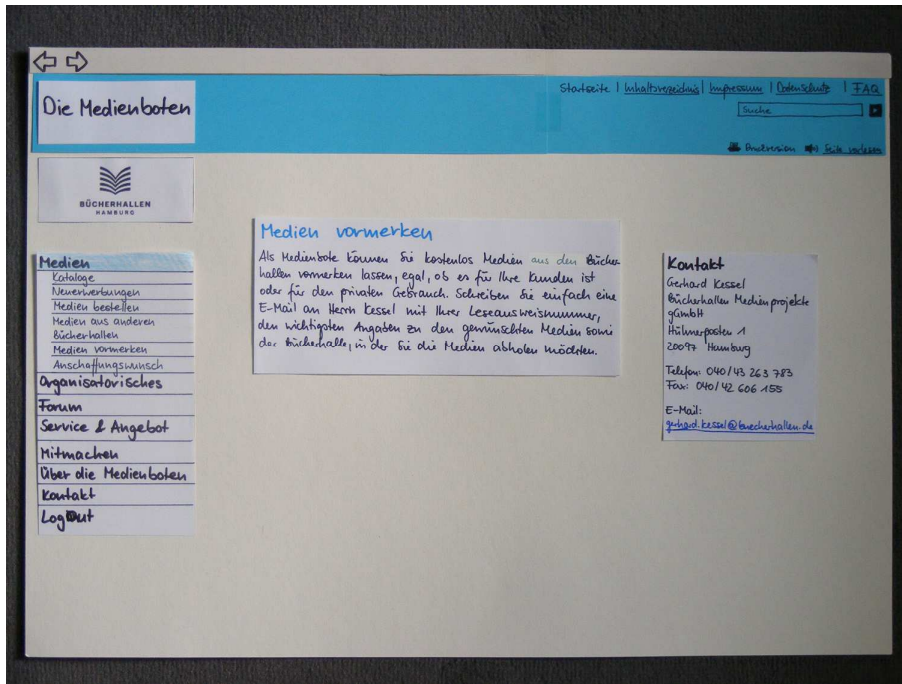 Die Medienboten
Startseite | Inhaltsverzeichnis | Impressum | Datenschutz | FAQ
Suche
Druckversion Seite vorlesen
BÜCHERHALLEN
HAMBURG
Medien
Kataloge
Neuerwerbungen
Medien bestellen
Medien aus anderen
Bücherhallen
Medien vormerken
Anschaffungswunsch
Organisatorisches
Forum
Service & Angebot
Mitmachen
Über die Medienboten
Kontakt
LogOut
Medien vormerken
Als Medienbote können Sie kostenlos Medien aus den Bücher-
hallen vormerken lassen, egal, ob es für Ihre Kunden ist
oder für den privaten Gebrauch. Schreiben Sie einfach eine
E-Mail an Herrn Kessel mit Ihrer Leseausweisnummer,
den wichtigsten Angaben zu den gewünschten Medien sowie
der Bücherhalle, in der Sie die Medien abholen möchten.
Kontakt
Gerhard Kessel
Bücherhallen Medienprojekte
gGmbH
Hühnerposten 1
20097 Hamburg
Telefon: 040/43 263 783
Fax: 040/42 606 155
E-Mail:
gerhard.kessel@buecherhallen.de